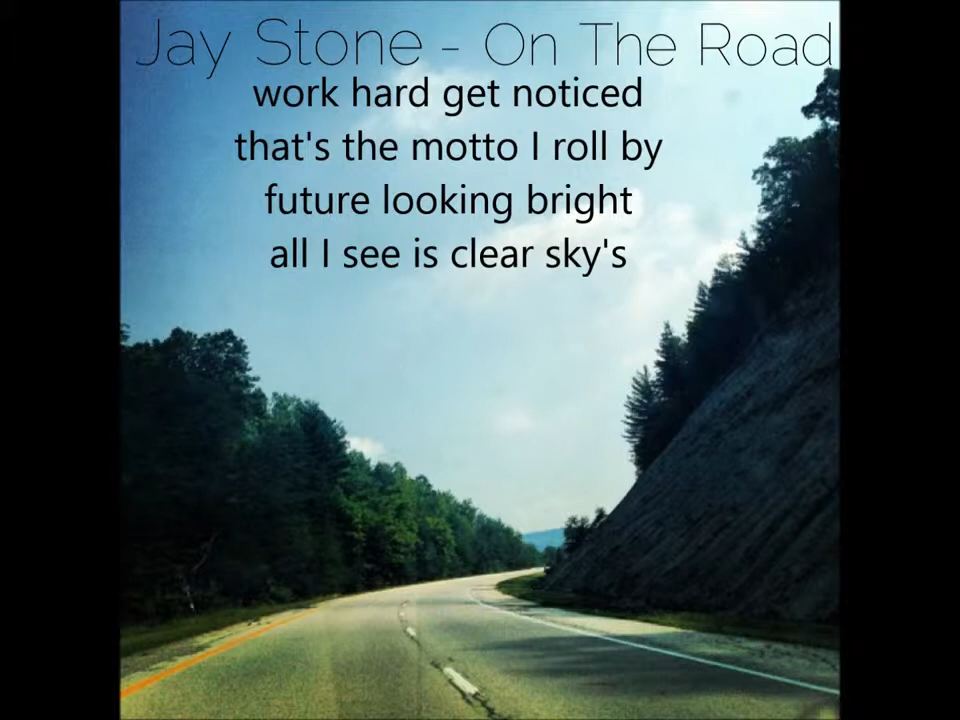 Jay Stone - On The Road
work hard get noticed
that's the motto I roll by
future looking bright
all I see is clear sky's